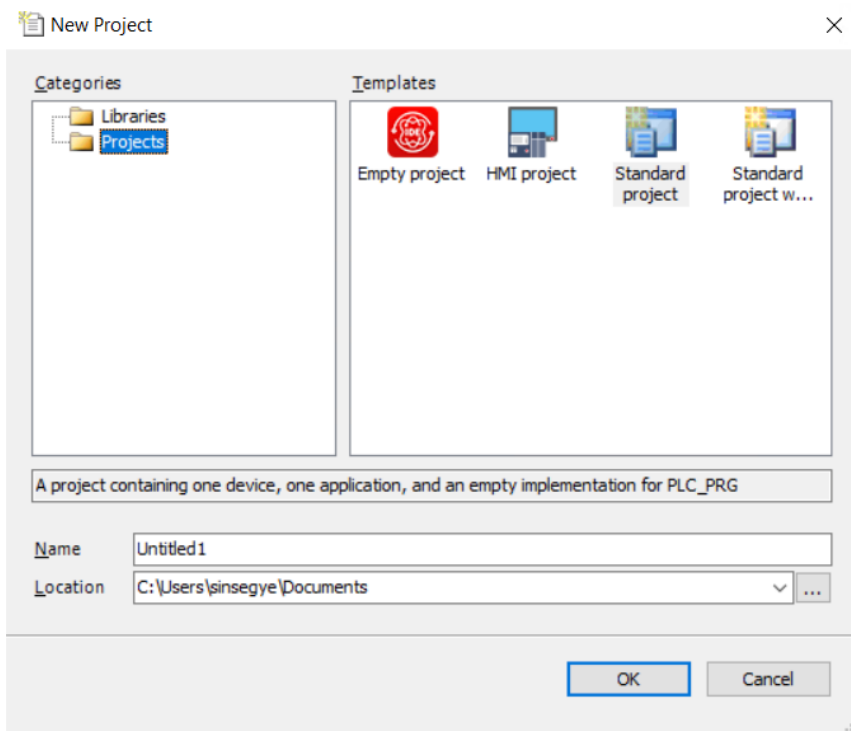 New Project
Categories
Libraries
Projects
Templates
IDE
Empty project
HMI project
Standard
project
Standard
project w...
A project containing one device, one application, and an empty implementation for PLC_PRG
Name
Untitled1
Location
C:\Users\sinsegye\Documents
...
OK
Cancel